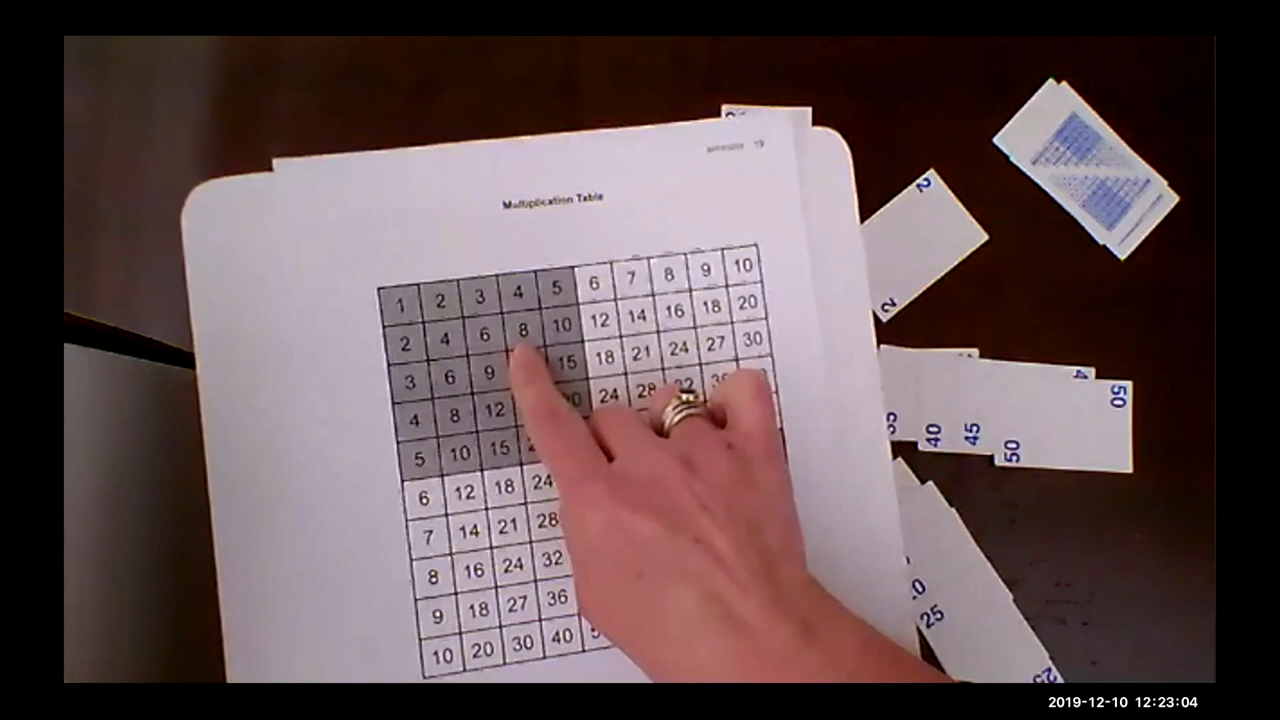 19
Multiplication Table
1 2 3 4 5 6 7 8 9 10
2 4 6 8 10 12 14 16 18 20
3 6 9 15 18 21 24 27 30
4 8 12 24 28 32
5 10 15
6 12 18 24
7 14 21 28
8 16 24 32
9 18 27 36
10 20 30 40
2
2
40
45
50
50
25
25
2019-12-10 12:23:04